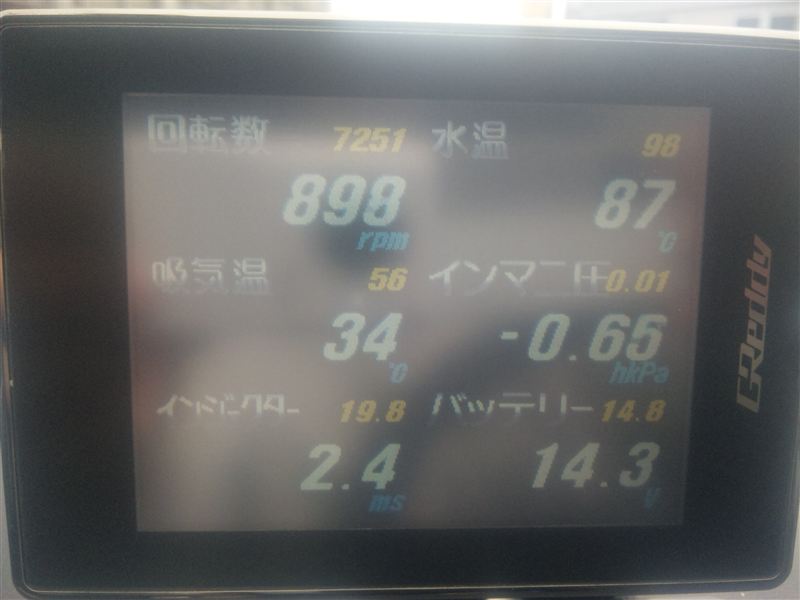 回転数 7251 水温 98
898 87
rpm ℃
吸気温 56 インマニ圧 0.01
34 -0.65
℃ hkPa
インジェクター 19.8 バッテリー 14.8
2.4 14.3
ms V
GReddy